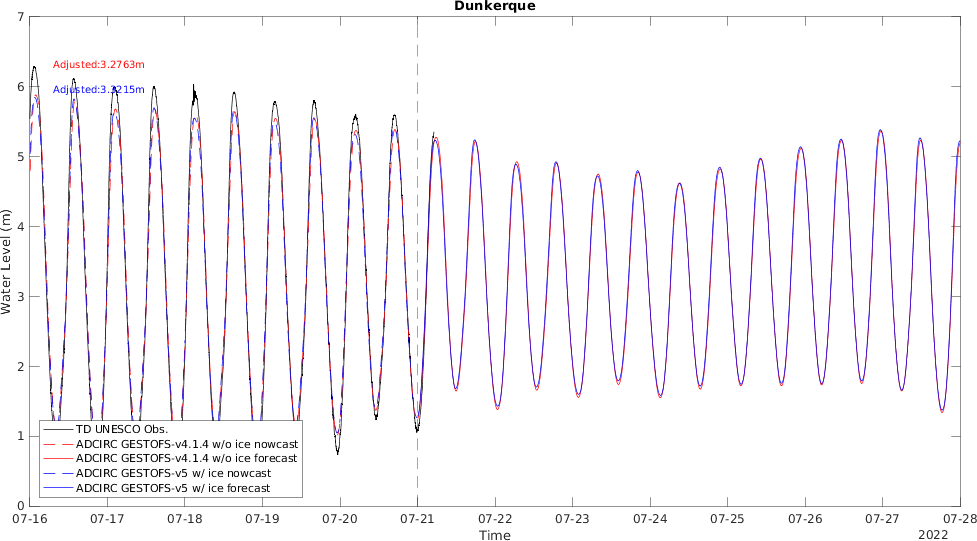 Dunkerque
7
6
5
4
3
2
1
0
Water Level (m)
Adjusted:3.2763m
Adjusted:3.3215m
TD UNESCO Obs.
ADCIRC GESTOFS-v4.1.4 w/o ice nowcast
ADCIRC GESTOFS-v4.1.4 w/o ice forecast
ADCIRC GESTOFS-v5 w/ ice nowcast
ADCIRC GESTOFS-v5 w/ ice forecast
07-16 07-17 07-18 07-19 07-20 07-21 07-22 07-23 07-24 07-25 07-26 07-27 07-28
Time
2022